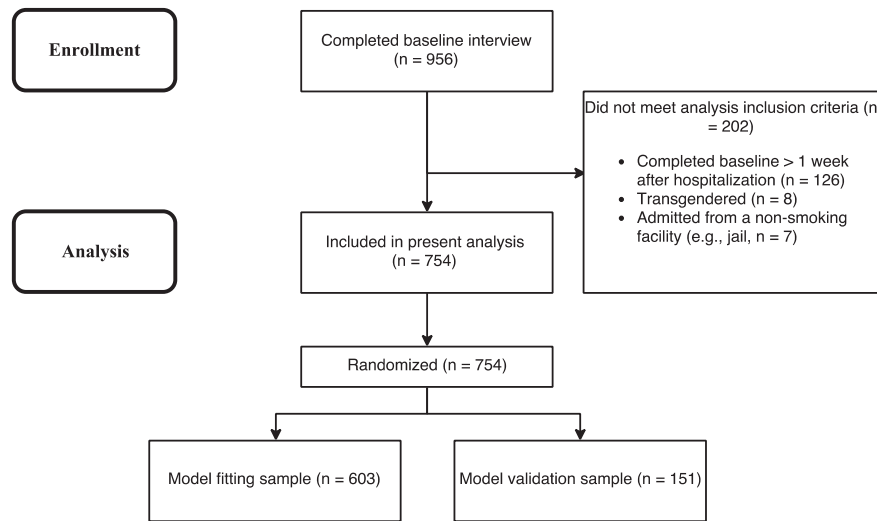 Enrollment
Completed baseline interview
(n = 956)
Did not meet analysis inclusion criteria (n
= 202)
• Completed baseline > 1 week
after hospitalization (n = 126)
• Transgendered (n = 8)
• Admitted from a non-smoking
facility (e.g., jail, n = 7)
Analysis
Included in present analysis
(n = 754)
Randomized (n = 754)
Model fitting sample (n = 603)
Model validation sample (n = 151)